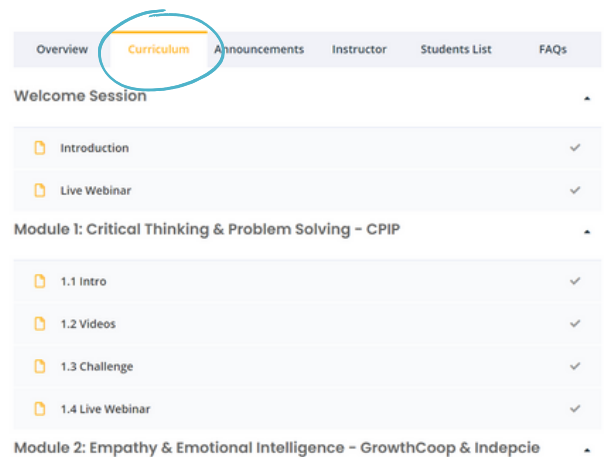 Overview Curriculum Announcements Instructor Students List FAQs
Welcome Session
Introduction
Live Webinar
Module 1: Critical Thinking & Problem Solving - CPIP
1.1 Intro
1.2 Videos
1.3 Challenge
1.4 Live Webinar
Module 2: Empathy & Emotional Intelligence - GrowthCoop & Indepcie